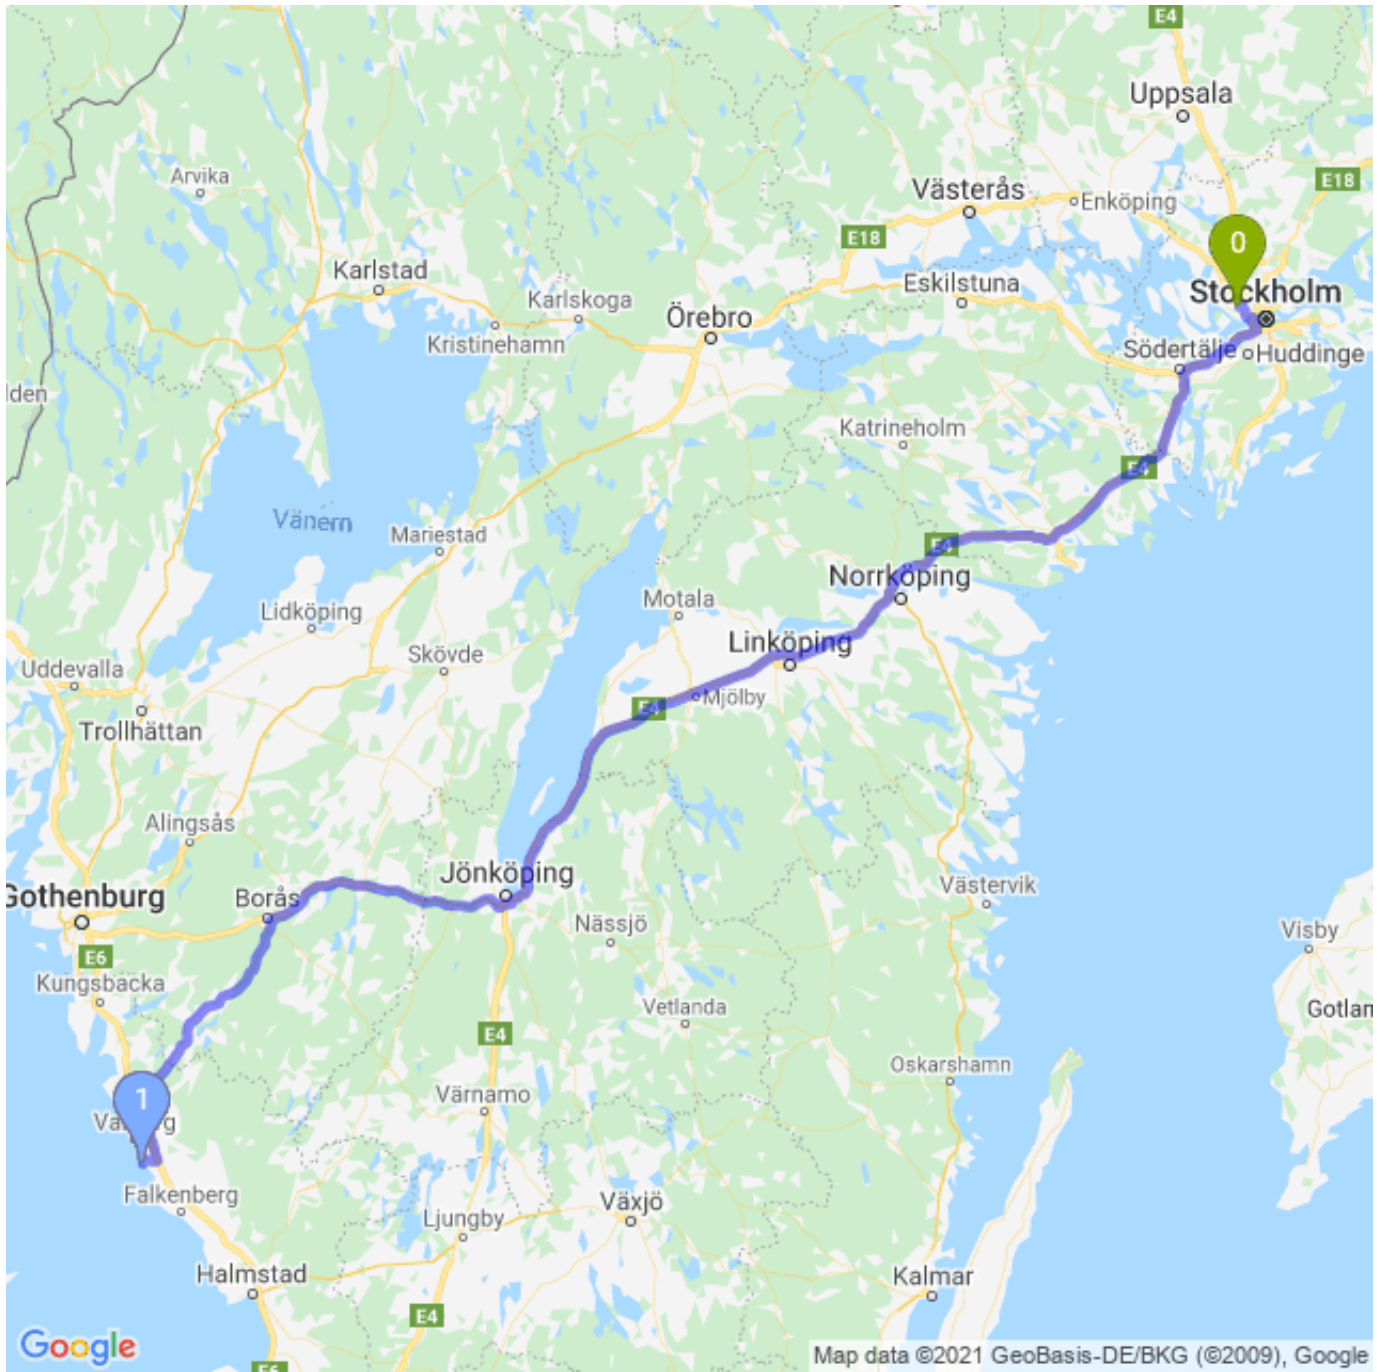 E4
Uppsala
E18
Arvika
Västerås
Enköping
0
E18
Karlstad
Eskilstuna
Stockholm
Karlskoga
Örebro
Kristinehamn
Södertälje
Huddinge
lden
Katrineholm
E4
Vänern
Mariestad
E4
Norrköping
Motala
Lidköping
Linköping
Skövde
Uddevalla
Mjölby
E4
Trollhättan
Alingsås
Jönköping
Västervik
Gothenburg
Borås
Nässjö
Visby
E6
Kungsbacka
Vetlanda
Gotlan
E4
Oskarshamn
1
Värnamo
Falkenberg
Växjö
Ljungby
Halmstad
Kalmar
E4
Google
Map data ©2021 GeoBasis-DE/BKG (©2009), Google
E6